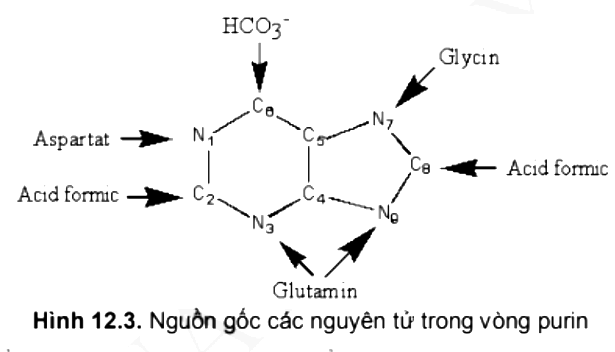 HCO₃⁻
Glycin
C₆
N₇
Aspartat
N₁
C₅
C₈
Acid formic
Acid formic
C₂
C₄
N₃
N₉
Glutamin
Hình 12.3. Nguồn gốc các nguyên tử trong vòng purin